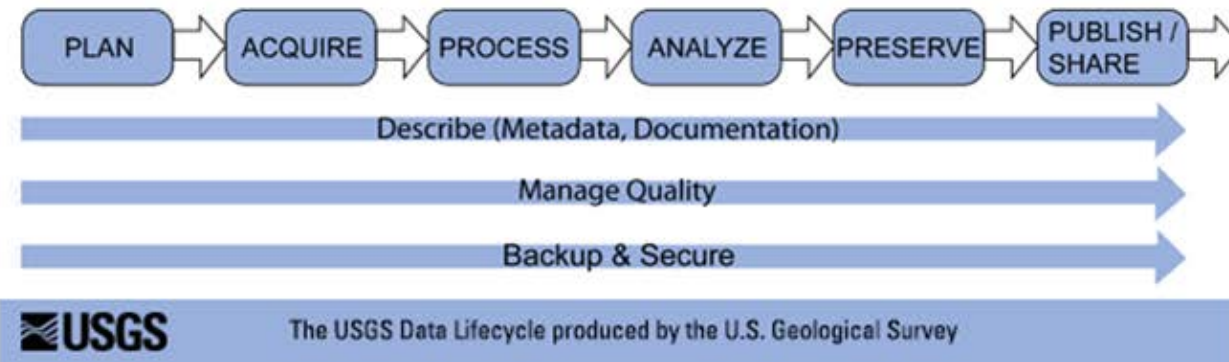 PLAN
ACQUIRE
PROCESS
ANALYZE
PRESERVE
PUBLISH /
SHARE
Describe (Metadata, Documentation)
Manage Quality
Backup & Secure
USGS
The USGS Data Lifecycle produced by the U.S. Geological Survey